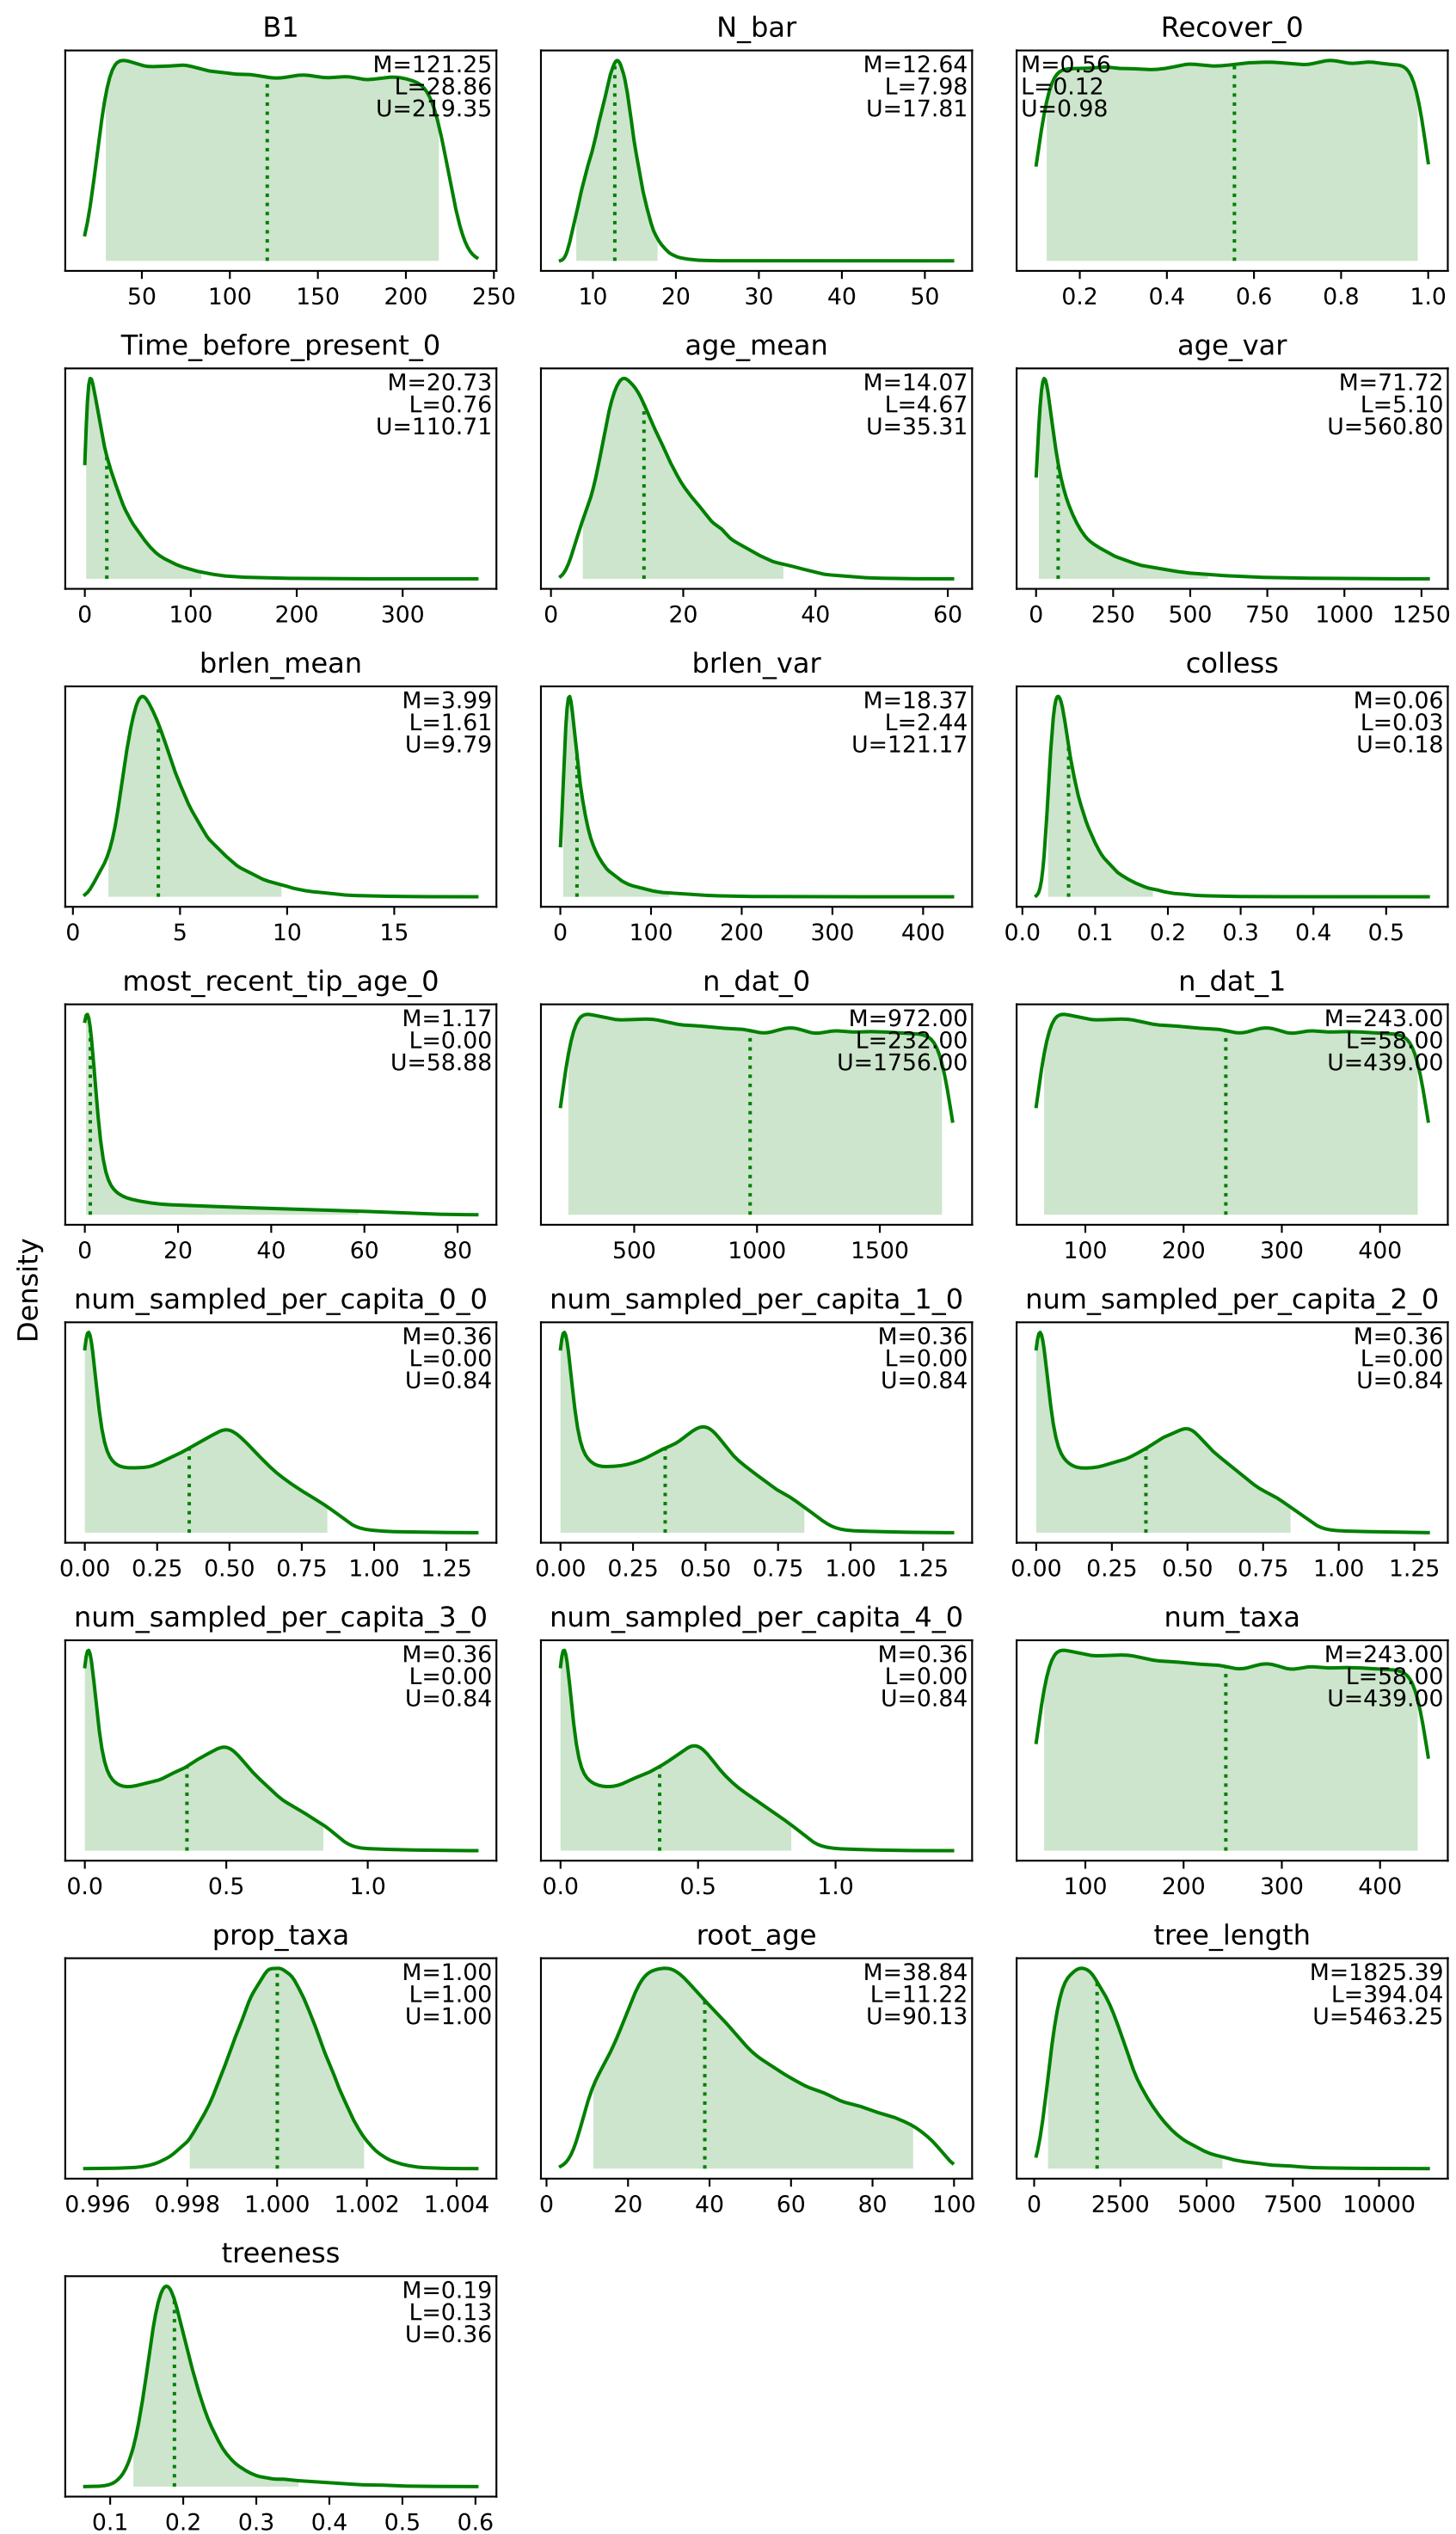 B1
M=121.25
L=28.86
U=219.35
50 100 150 200 250
N_bar
M=12.64
L=7.98
U=17.81
10 20 30 40 50
Recover_0
M=0.56
L=0.12
U=0.98
0.2 0.4 0.6 0.8 1.0
Time_before_present_0
M=20.73
L=0.76
U=110.71
0 100 200 300
age_mean
M=14.07
L=4.67
U=35.31
0 20 40 60
age_var
M=71.72
L=5.10
U=560.80
0 250 500 750 1000 1250
brlen_mean
M=3.99
L=1.61
U=9.79
0 5 10 15
brlen_var
M=18.37
L=2.44
U=121.17
0 100 200 300 400
colless
M=0.06
L=0.03
U=0.18
0.0 0.1 0.2 0.3 0.4 0.5
most_recent_tip_age_0
M=1.17
L=0.00
U=58.88
0 20 40 60 80
n_dat_0
M=972.00
L=232.00
U=1756.00
500 1000 1500
n_dat_1
M=243.00
L=58.00
U=439.00
100 200 300 400
Density
num_sampled_per_capita_0_0
M=0.36
L=0.00
U=0.84
0.00 0.25 0.50 0.75 1.00 1.25
num_sampled_per_capita_1_0
M=0.36
L=0.00
U=0.84
0.00 0.25 0.50 0.75 1.00 1.25
num_sampled_per_capita_2_0
M=0.36
L=0.00
U=0.84
0.00 0.25 0.50 0.75 1.00 1.25
num_sampled_per_capita_3_0
M=0.36
L=0.00
U=0.84
0.0 0.5 1.0
num_sampled_per_capita_4_0
M=0.36
L=0.00
U=0.84
0.0 0.5 1.0
num_taxa
M=243.00
L=58.00
U=439.00
100 200 300 400
prop_taxa
M=1.00
L=1.00
U=1.00
0.996 0.998 1.000 1.002 1.004
root_age
M=38.84
L=11.22
U=90.13
0 20 40 60 80 100
tree_length
M=1825.39
L=394.04
U=5463.25
0 2500 5000 7500 10000
treeness
M=0.19
L=0.13
U=0.36
0.1 0.2 0.3 0.4 0.5 0.6